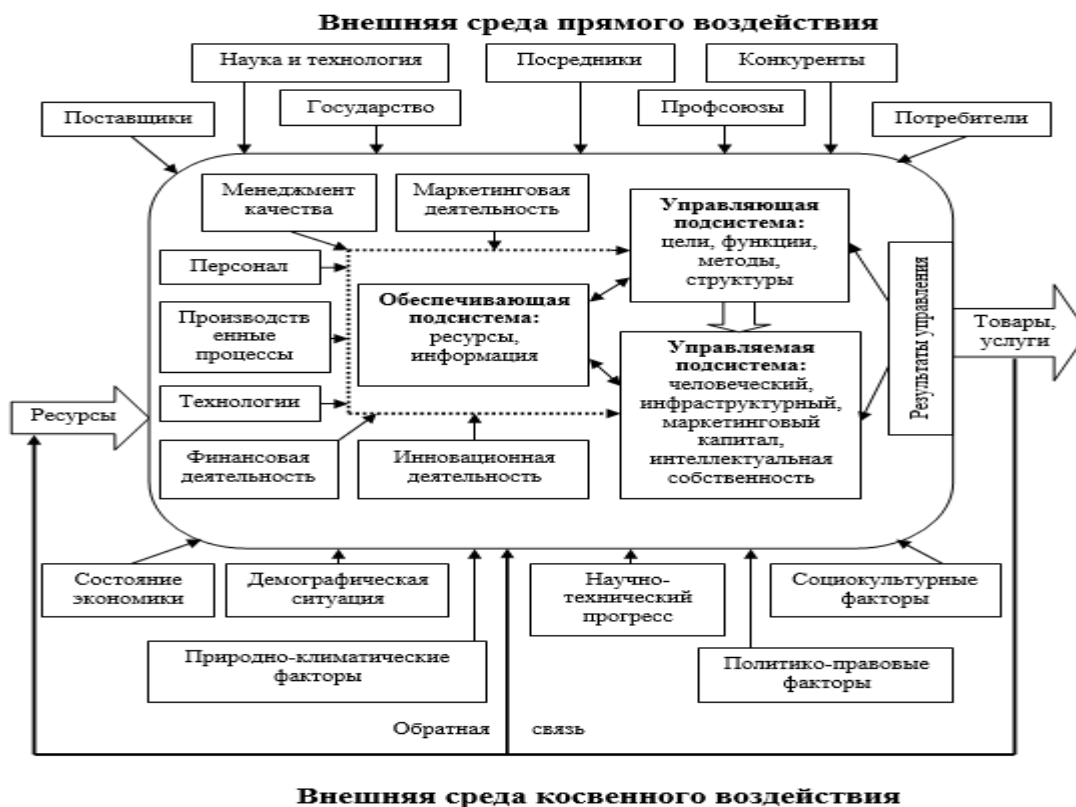 Внешняя среда прямого воздействия
Наука и технология
Посредники
Конкуренты
Поставщики
Государство
Профсоюзы
Потребители
Менеджмент
качества
Маркетинговая
деятельность
Управляющая
подсистема:
цели, функции,
методы,
структуры
Персонал
Обеспечивающая
подсистема:
ресурсы,
информация
Производств
енные
процессы
Управляемая
подсистема:
человеческий,
инфраструктурный,
маркетинговый
капитал,
интеллектуальная
собственность
Результаты управления
Товары,
услуги
Технологии
Ресурсы
Финансовая
деятельность
Инновационная
деятельность
Состояние
экономики
Демографическая
ситуация
Научно-
технический
прогресс
Социокультурные
факторы
Природно-климатические
факторы
Политико-правовые
факторы
Обратная связь
Внешняя среда косвенного воздействия